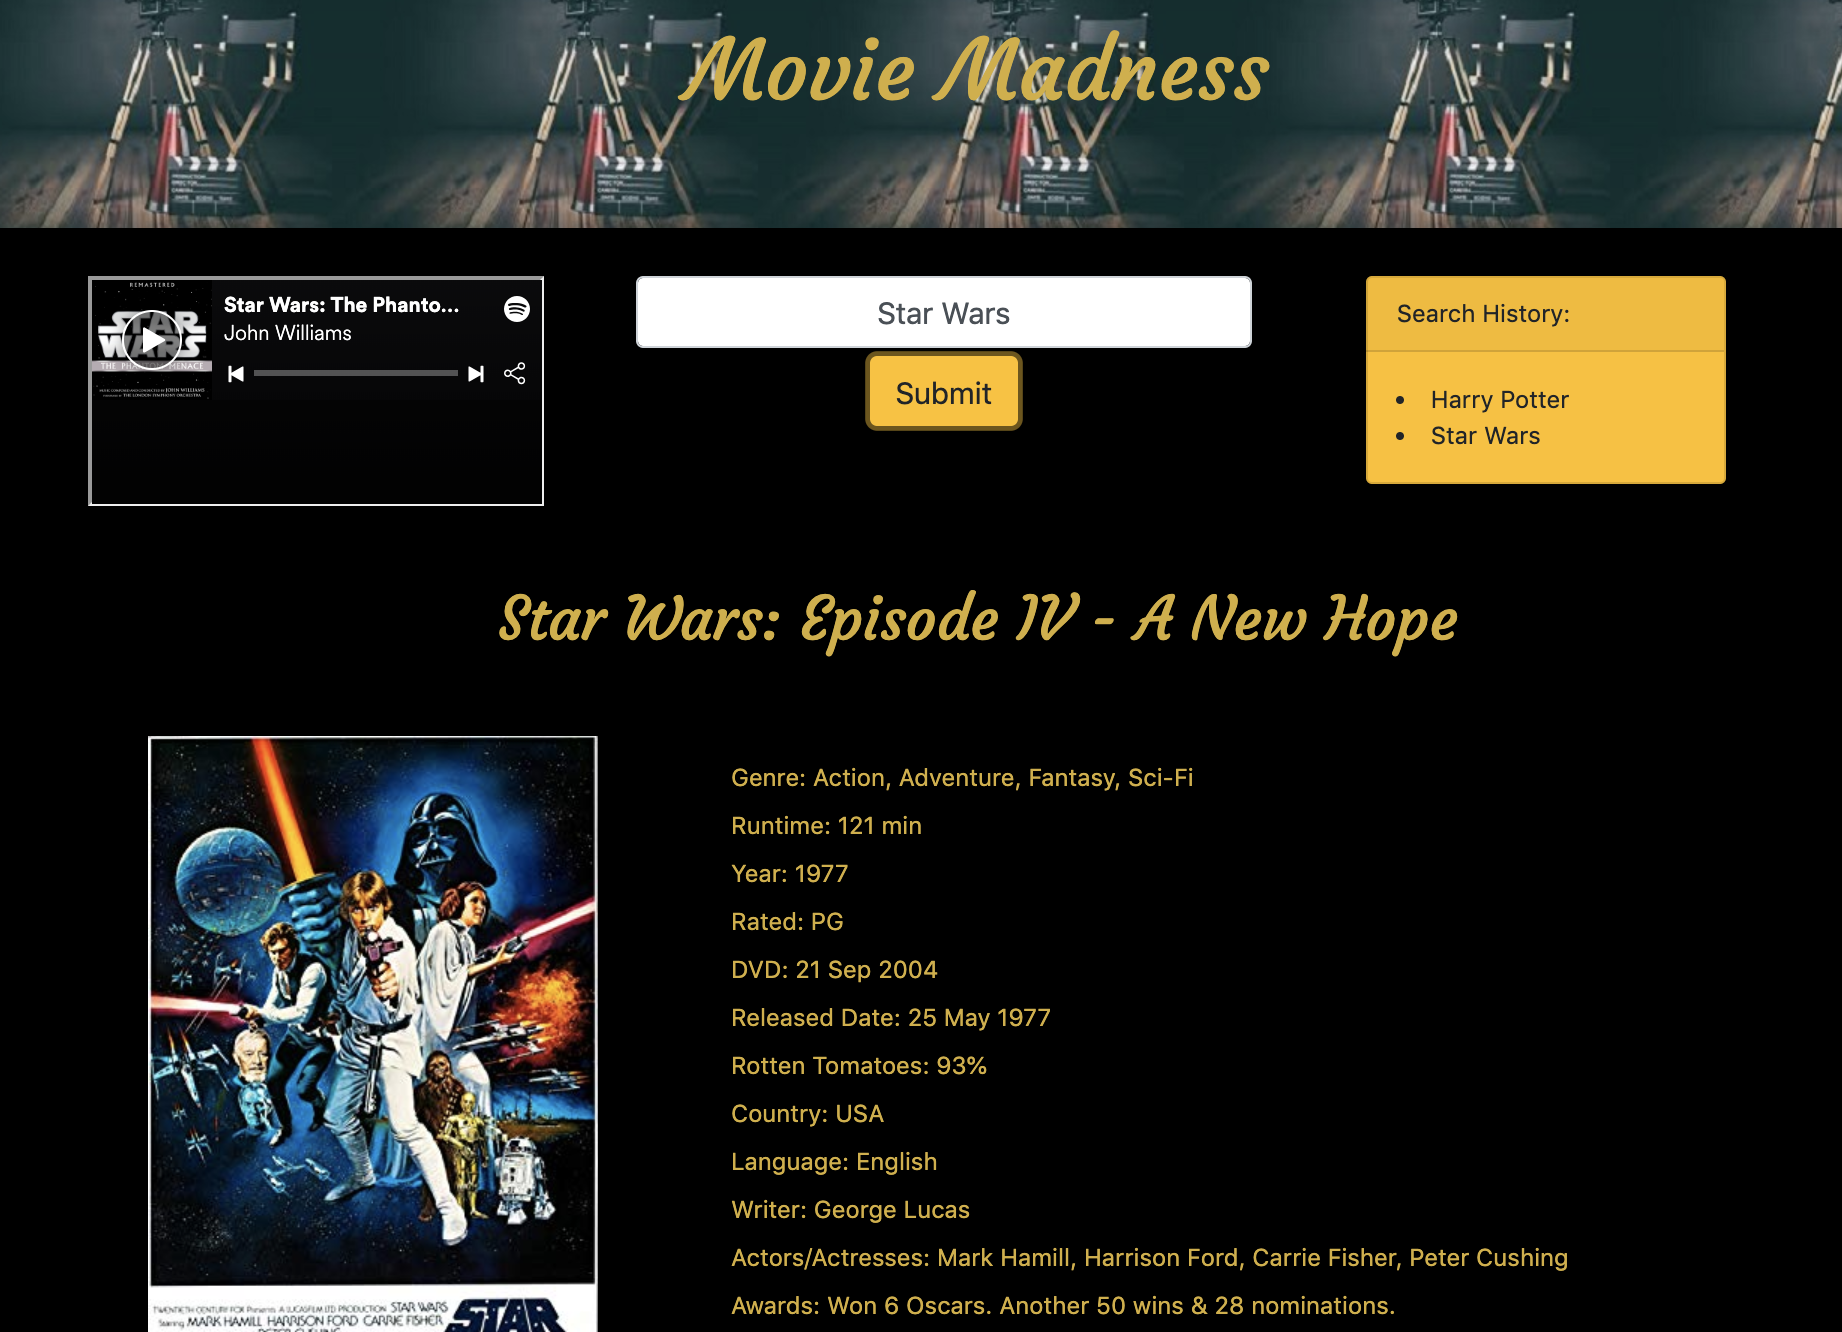 Movie Madness
REMASTERED
STAR
WARS
THE PHANTOM MENACE
Star Wars: The Phanto...
John Williams
Star Wars
Submit
Search History:
Harry Potter
Star Wars
Star Wars: Episode IV - A New Hope
Genre: Action, Adventure, Fantasy, Sci-Fi
Runtime: 121 min
Year: 1977
Rated: PG
DVD: 21 Sep 2004
Released Date: 25 May 1977
Rotten Tomatoes: 93%
Country: USA
Language: English
Writer: George Lucas
Actors/Actresses: Mark Hamill, Harrison Ford, Carrie Fisher, Peter Cushing
Awards: Won 6 Oscars. Another 50 wins & 28 nominations.
TWENTIETH CENTURY FOX Presents A LUCASFILM LTD PRODUCTION STAR WARS
Starring MARK HAMILL HARRISON FORD CARRIE FISHER
PETER CUSHING
STAR